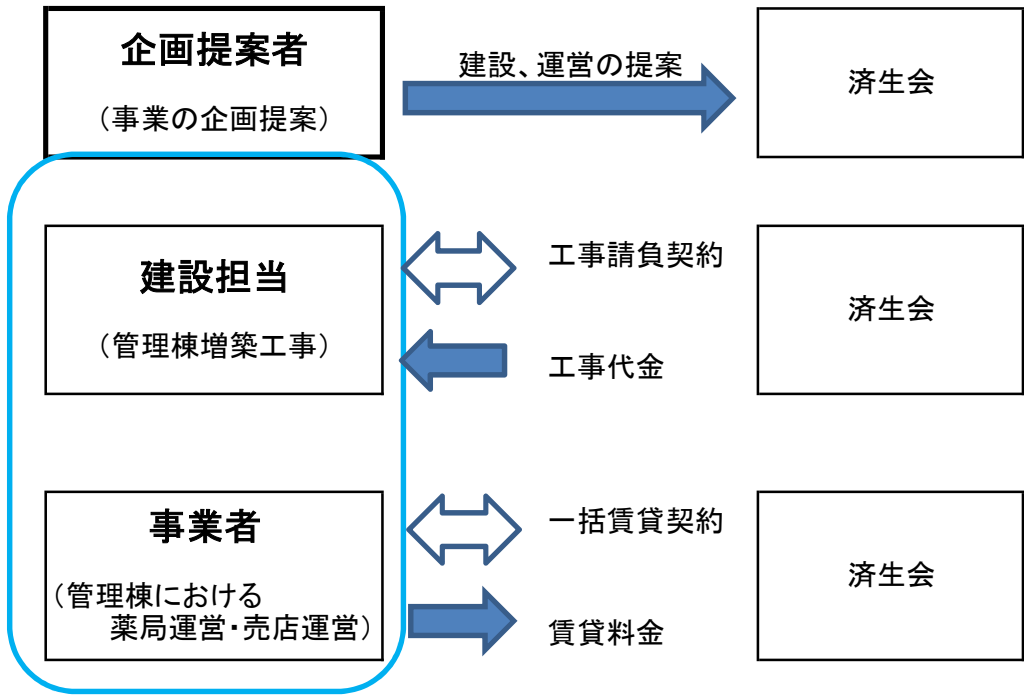 企画提案者
(事業の企画提案)
建設、運営の提案
済生会
建設担当
(管理棟増築工事)
工事請負契約
工事代金
済生会
事業者
(管理棟における
薬局運営・売店運営)
一括賃貸契約
賃貸料金
済生会